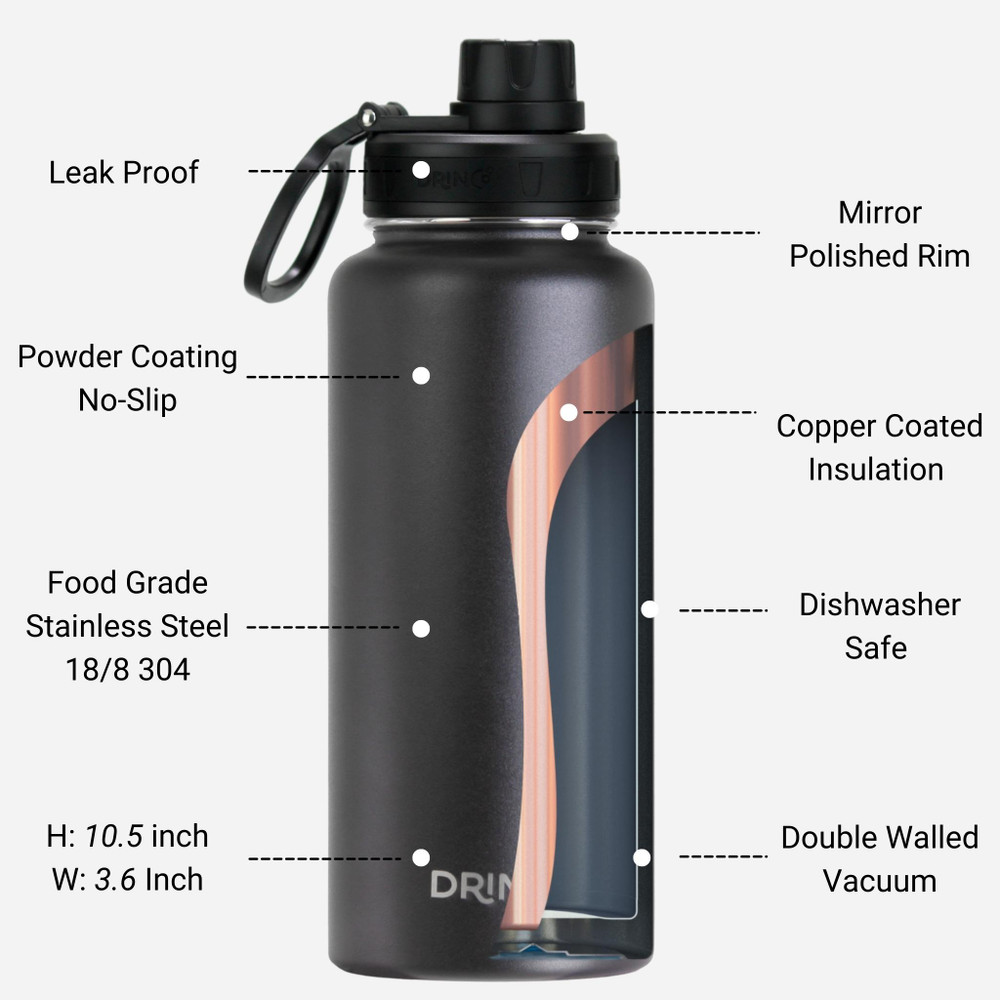 Leak Proof
Mirror
Polished Rim
Powder Coating
No-Slip
Copper Coated
Insulation
Food Grade
Stainless Steel
18/8 304
Dishwasher
Safe
H: 10.5 inch
W: 3.6 Inch
Double Walled
Vacuum
DRIN